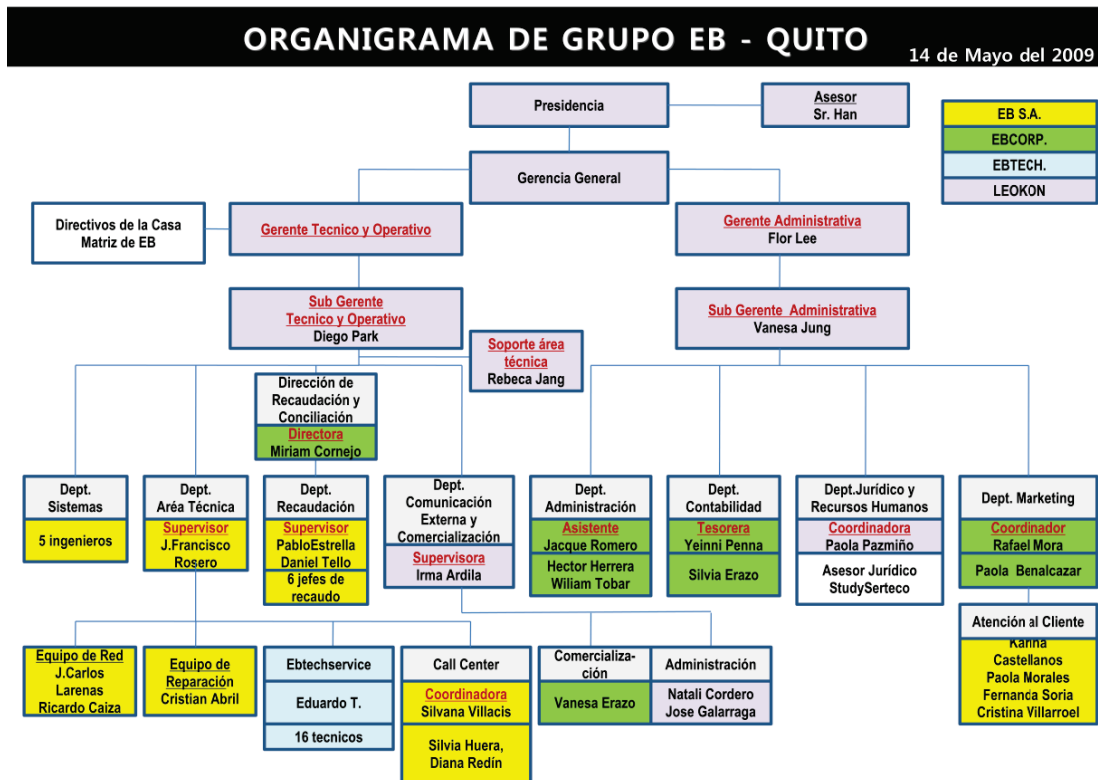 ORGANIGRAMA DE GRUPO EB - QUITO
14 de Mayo del 2009
Presidencia
Asesor
Sr. Han
EB S.A.
EBCORP.
EBTECH.
LEOKON
Gerencia General
Directivos de la Casa
Matriz de EB
Gerente Tecnico y Operativo
Gerente Administrativa
Flor Lee
Sub Gerente
Tecnico y Operativo
Diego Park
Sub Gerente Administrativa
Vanesa Jung
Soporte área
técnica
Rebeca Jang
Dirección de
Recaudación y
Conciliación
Directora
Miriam Cornejo
Dept.
Sistemas
5 ingenieros
Dept.
Aréa Técnica
Supervisor
J.Francisco
Rosero
Dept.
Recaudación
Supervisor
PabloEstrella
Daniel Tello
6 jefes de
recaudo
Dept.
Comunicación
Externa y
Comercialización
Supervisora
Irma Ardila
Dept.
Administración
Asistente
Jacque Romero
Hector Herrera
Wiliam Tobar
Dept.
Contabilidad
Tesorera
Yeinni Penna
Silvia Erazo
Dept.Jurídico y
Recursos Humanos
Coordinadora
Paola Pazmiño
Asesor Jurídico
StudySerteco
Dept. Marketing
Coordinador
Rafael Mora
Paola Benalcazar
Atención al Cliente
Karina
Castellanos
Paola Morales
Fernanda Soria
Cristina Villarroel
Equipo de Red
J.Carlos
Larenas
Ricardo Caiza
Equipo de
Reparación
Cristian Abril
Ebtechservice
Eduardo T.
16 tecnicos
Call Center
Coordinadora
Silvana Villacis
Silvia Huera,
Diana Redín
Comercializa-
ción
Vanesa Erazo
Administración
Natali Cordero
Jose Galarraga